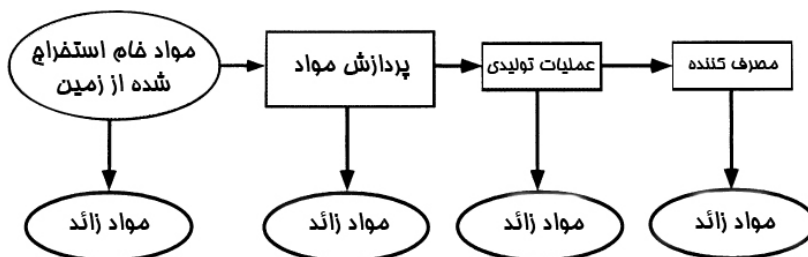 مواد خام استخراج
شده از زمین
پردازش مواد
عملیات تولیدی
مصرف کننده
مواد زائد
مواد زائد
مواد زائد
مواد زائد